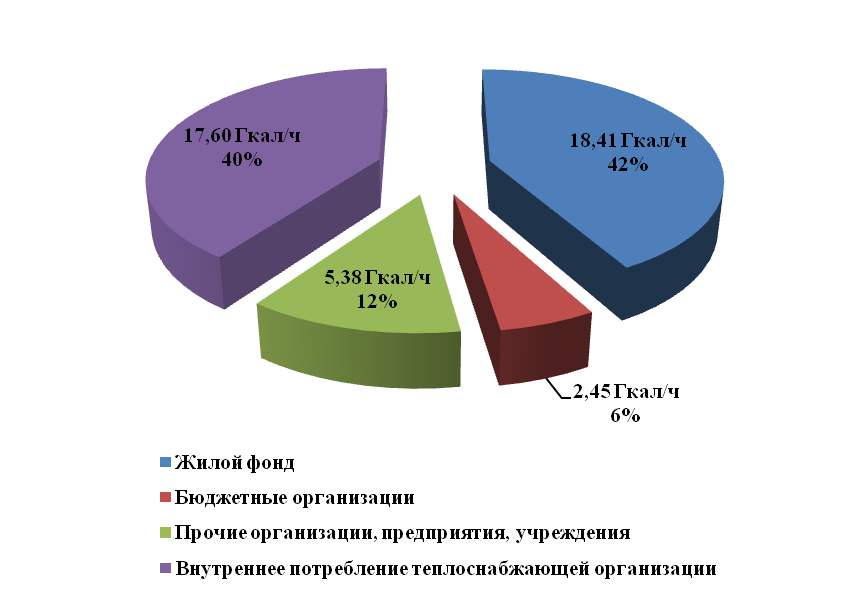 17,60 Гкал/ч
40%
18,41 Гкал/ч
42%
5,38 Гкал/ч
12%
2,45 Гкал/ч
6%
Жилой фонд
Бюджетные организации
Прочие организации, предприятия, учреждения
Внутреннее потребление теплоснабжающей организации